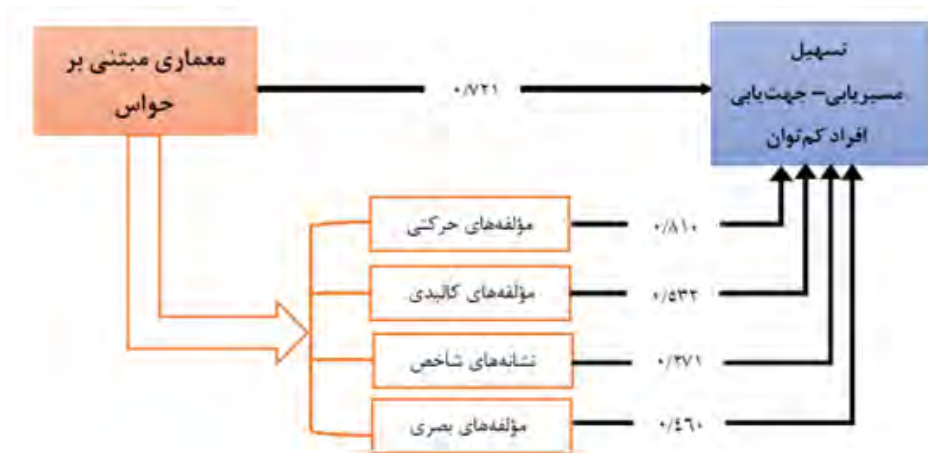 معماری مبتنی بر
حواس
۰/۷۲۱
تسهیل
مسیریابی- جهت‌یابی
افراد کم‌توان
مؤلفه‌های حرکتی
۰/۸۱۰
مؤلفه‌های کالبدی
۰/۵۳۲
نشانه‌های شاخص
۰/۳۷۱
مؤلفه‌های بصری
۰/٤٦۰